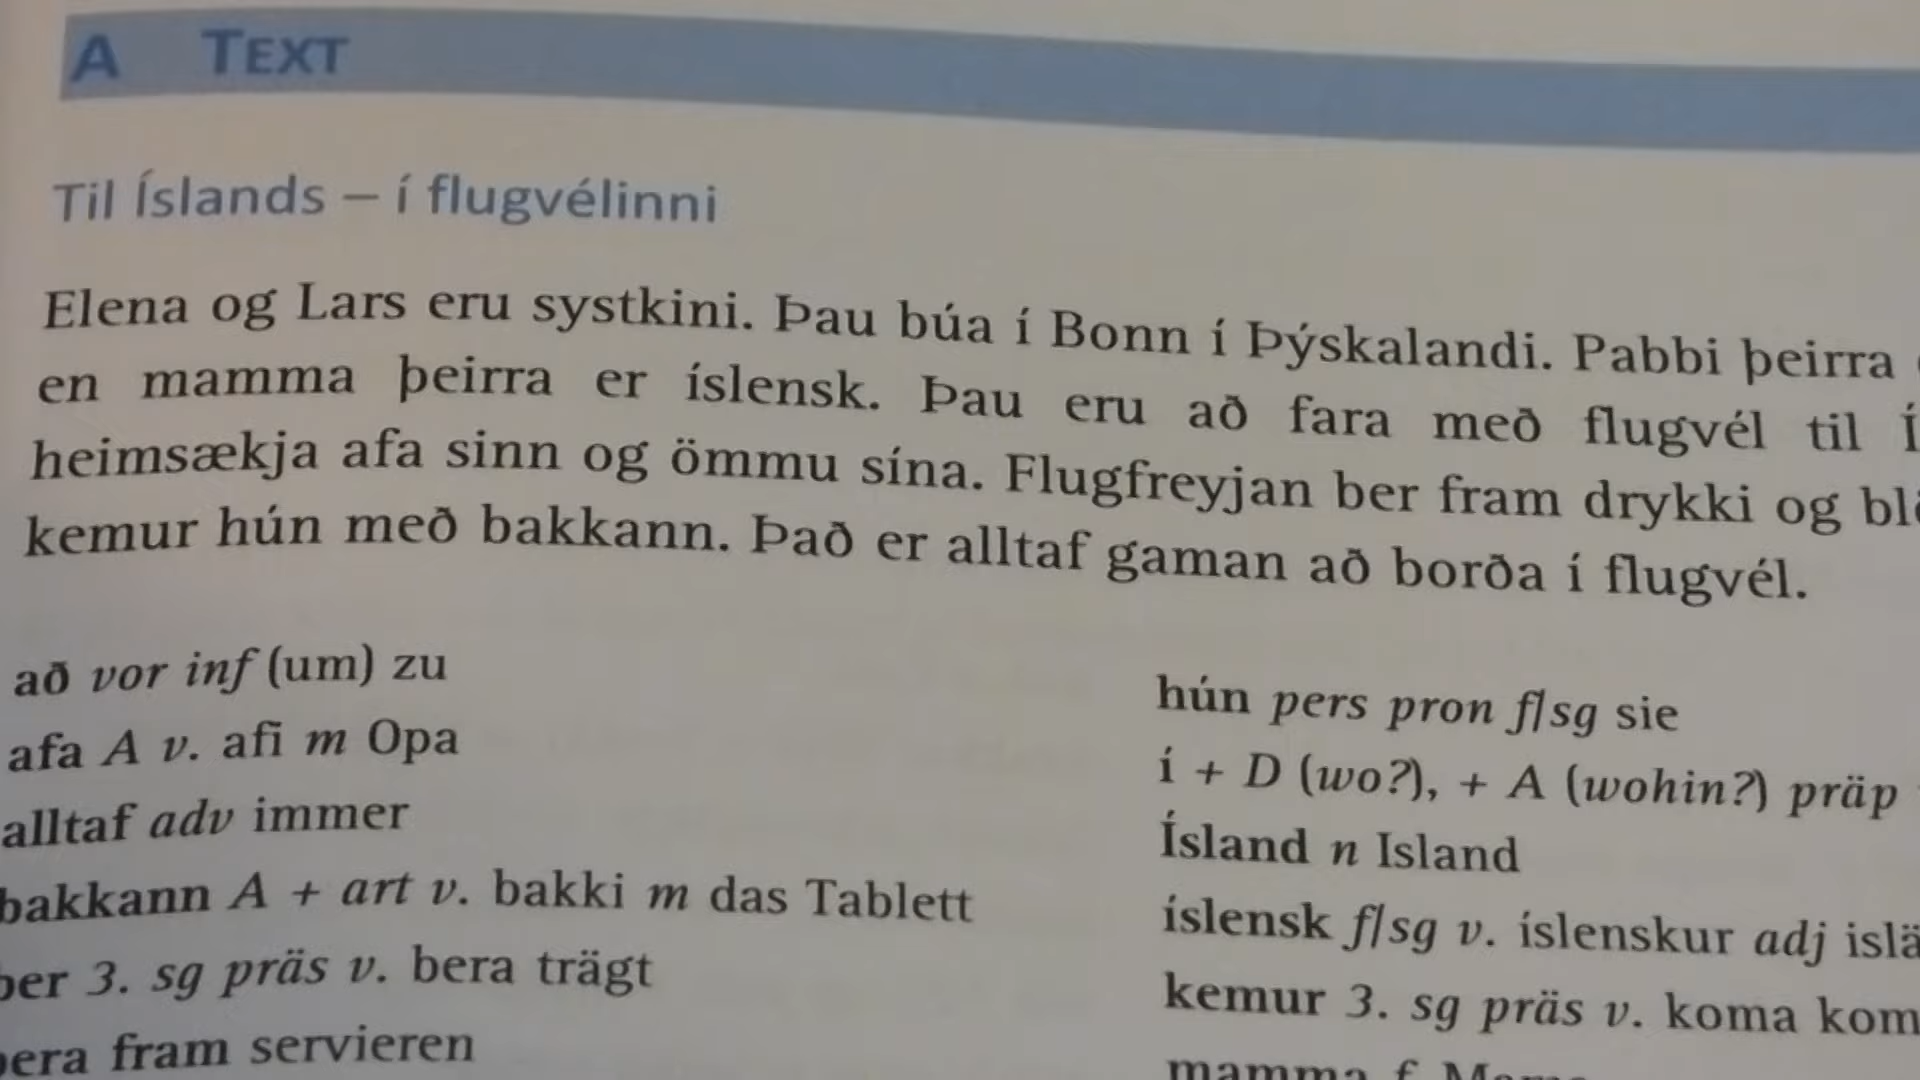 A TEXT
Til Íslands – í flugvélinni
Elena og Lars eru systkini. Þau búa í Bonn í Þýskalandi. Pabbi þeirra
en mamma þeirra er íslensk. Þau eru að fara með flugvél til
heimsækja afa sinn og ömmu sína. Flugfreyjan ber fram drykki og
kemur hún með bakkann. Það er alltaf gaman að borða í flugvél.
að vor inf (um) zu
afa A v. afi m Opa
alltaf adv immer
bakkann A + art v. bakki m das Tablett
ber 3. sg präs v. bera trägt
bera fram servieren
hún pers pron f/sg sie
í + D (wo?), + A (wohin?) präp
Ísland n Island
íslensk f/sg v. íslenskur adj
kemur 3. sg präs v. koma
mamma f